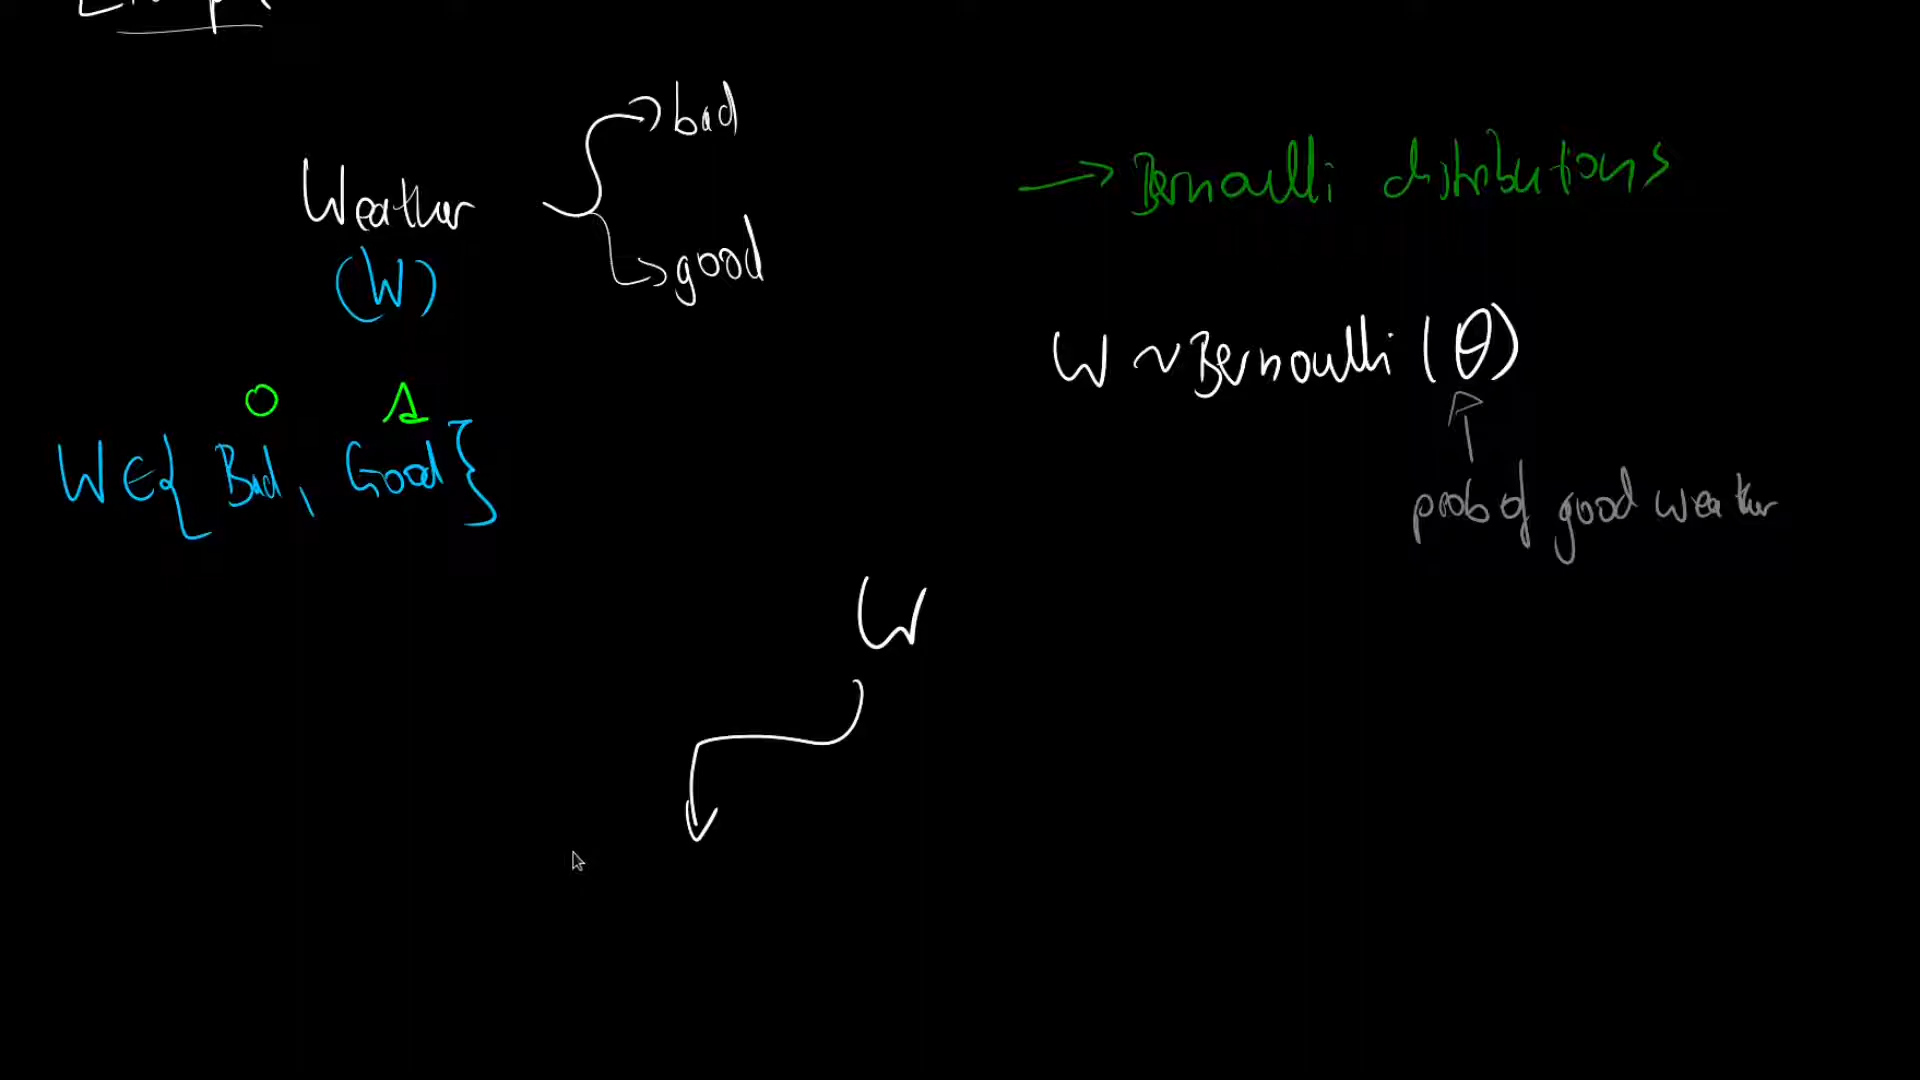 bad
Weather
good
(W)
0 1
W∈{ Bad, Good }
→ Bernoulli distributions
W ~ Bernoulli (θ)
prob of good weather
W